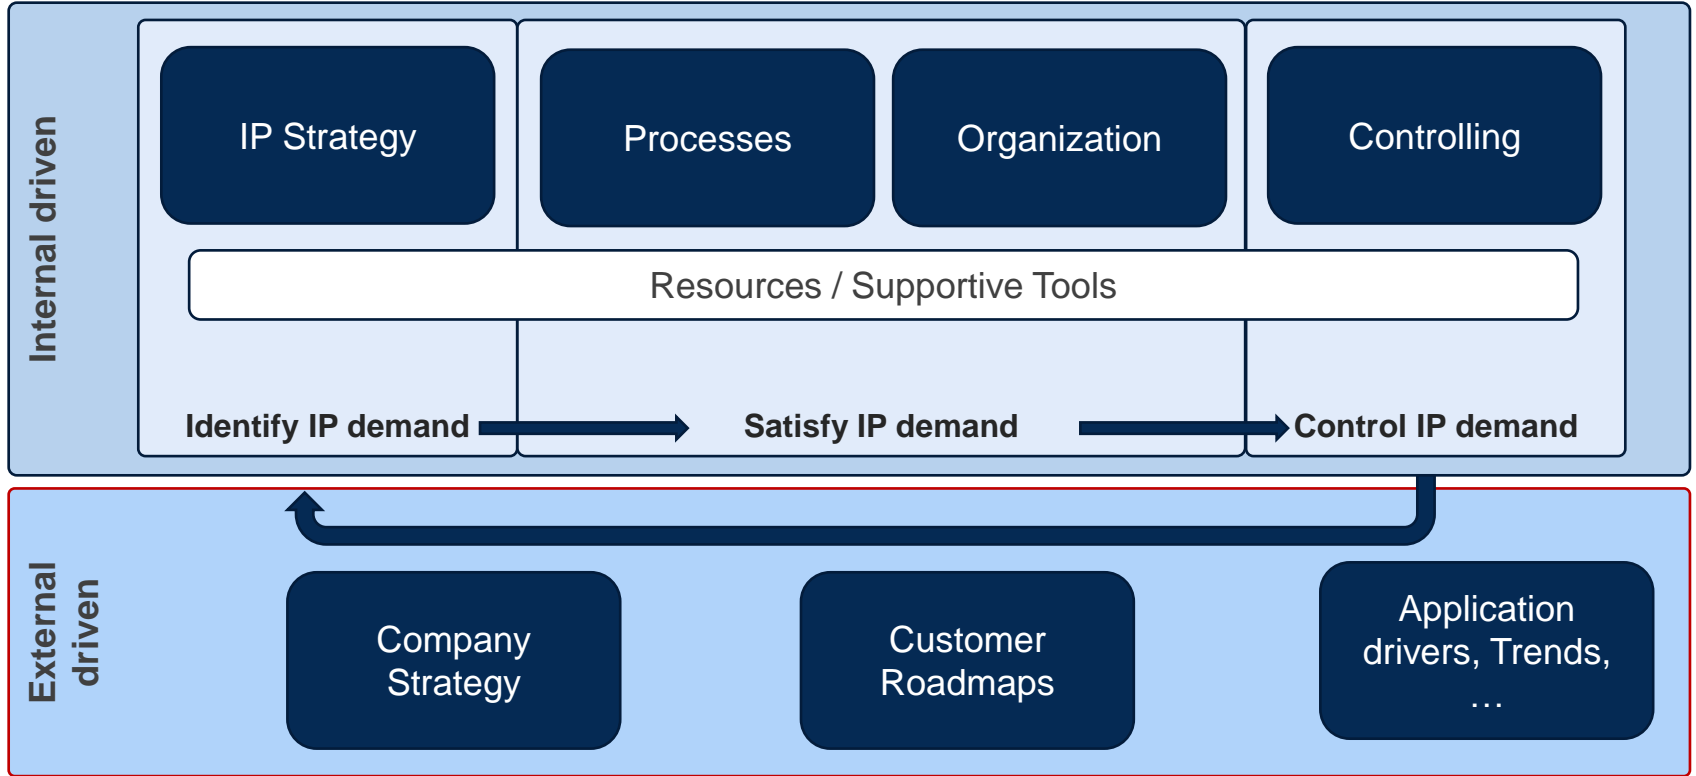 Internal driven
IP Strategy
Processes
Organization
Controlling
Resources / Supportive Tools
Identify IP demand
Satisfy IP demand
Control IP demand
External
driven
Company
Strategy
Customer
Roadmaps
Application
drivers, Trends,
…